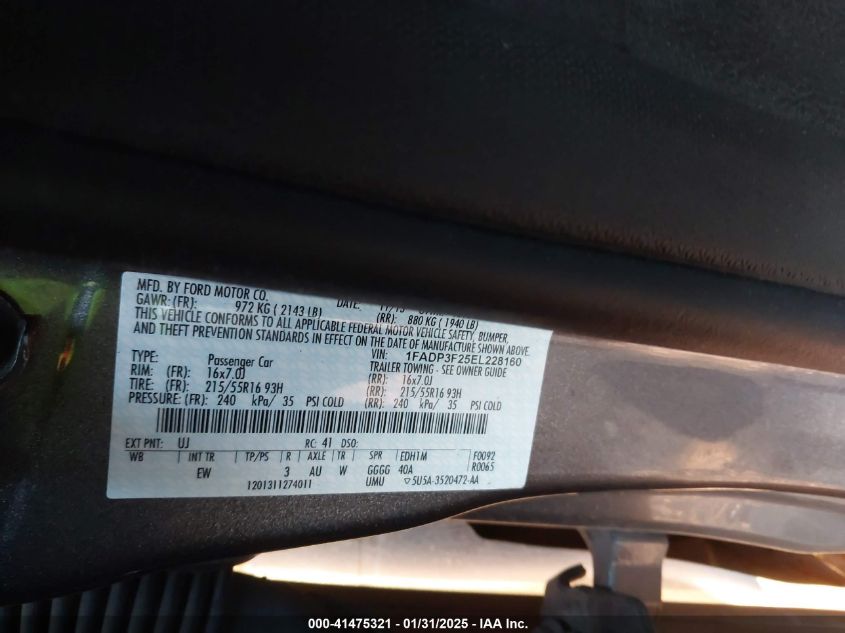 MFD. BY FORD MOTOR CO.
DATE: 11/13
GAWR: (FR): 972 KG ( 2143 LB) (RR): 880 KG (1940 LB)
THIS VEHICLE CONFORMS TO ALL APPLICABLE FEDERAL MOTOR VEHICLE SAFETY, BUMPER,
AND THEFT PREVENTION STANDARDS IN EFFECT ON THE DATE OF MANUFACTURE SHOWN ABOVE.
VIN: 1FADP3F25EL228160
TYPE: Passenger Car TRAILER TOWING - SEE OWNER GUIDE
RIM: (FR): 16x7.0J (RR): 16x7.0J
TIRE: (FR): 215/55R16 93H (RR): 215/55R16 93H
PRESSURE: (FR): 240 kPa/ 35 PSI COLD (RR): 240 kPa/ 35 PSI COLD
EXT PNT: UJ RC: 41 DSO:
WB INT TR TP/PS R AXLE TR SPR EDH1M F0092
EW 3 AU W GGGG 40A R0065
1201311274011 UMU ▽5U5A-3520472-AA
000-41475321 - 01/31/2025 - IAA Inc.